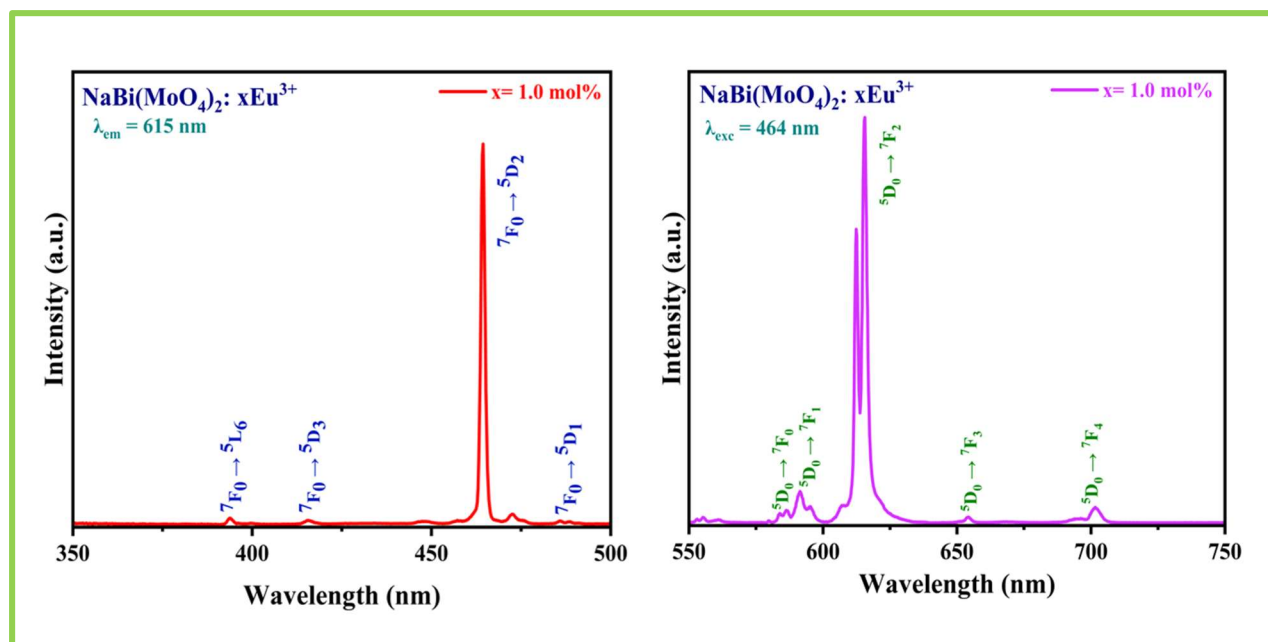 NaBi(MoO₄)₂: xEu³⁺
x= 1.0 mol%
λₑₘ = 615 nm
⁷F₀ → ⁵D₂
⁷F₀ → ⁵L₆
⁷F₀ → ⁵D₃
⁷F₀ → ⁵D₁
Intensity (a.u.)
350 400 450 500
Wavelength (nm)
NaBi(MoO₄)₂: xEu³⁺
x= 1.0 mol%
λₑₓc = 464 nm
⁵D₀ → ⁷F₂
⁵D₀ → ⁷F₀
⁵D₀ → ⁷F₁
⁵D₀ → ⁷F₃
⁵D₀ → ⁷F₄
Intensity (a.u.)
550 600 650 700 750
Wavelength (nm)